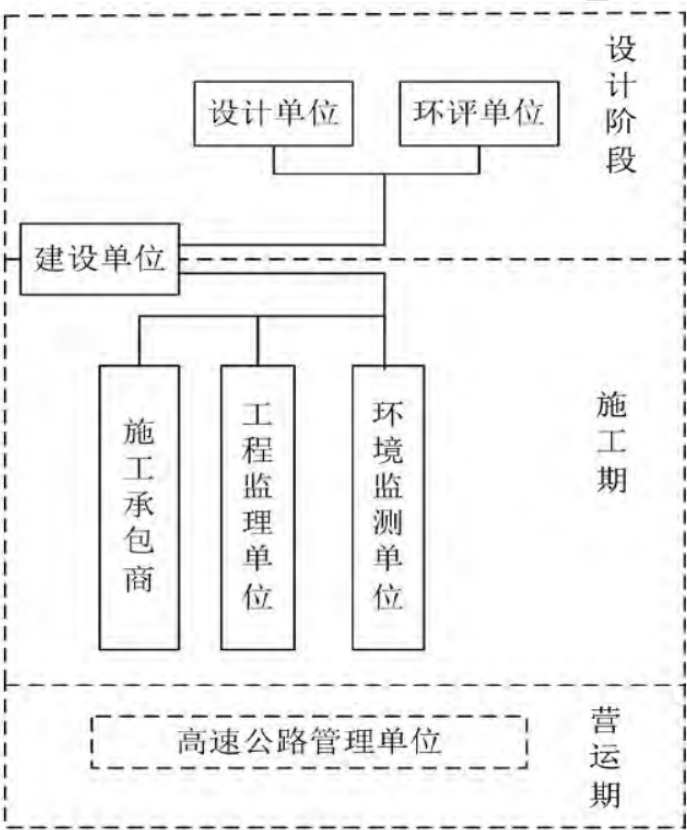 设计阶段
设计单位
环评单位
建设单位
施工承包商
工程监理单位
环境监测单位
施工期
高速公路管理单位
营运期